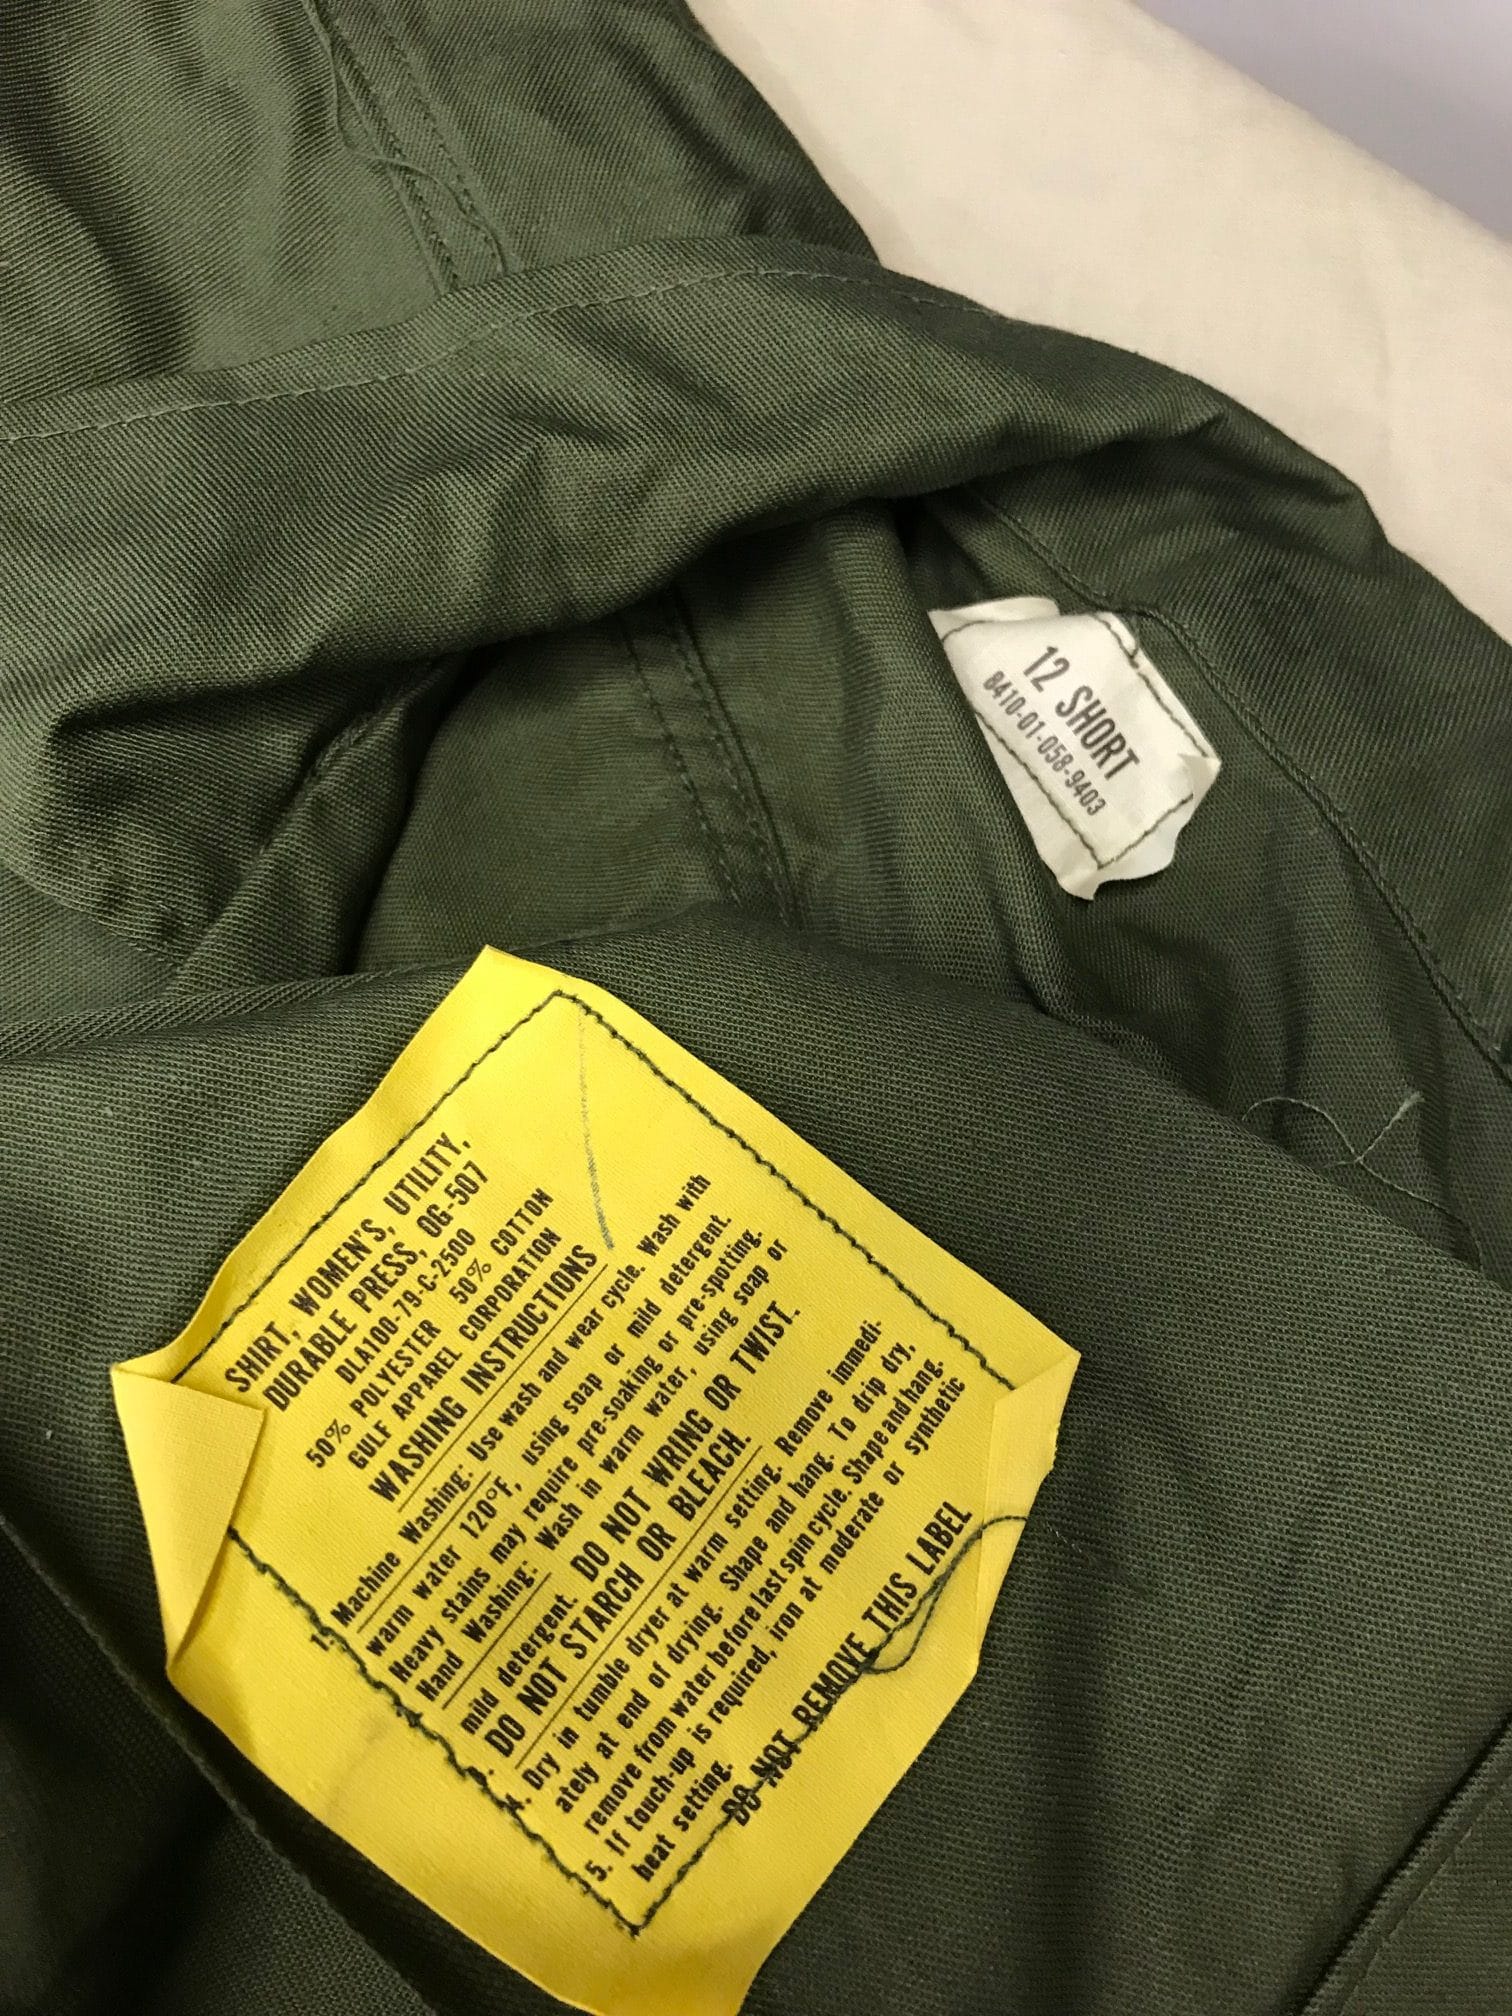 12 SHORT
8410-01-058-9403
SHIRT, WOMEN'S, UTILITY,
DURABLE PRESS, OG-507
DLA100-79-C-2500
50% POLYESTER 50% COTTON
GULF APPAREL CORPORATION
WASHING INSTRUCTIONS
1. Machine Washing: Use wash and wear cycle. Wash with
warm water 120°F, using soap or mild detergent.
Heavy stains may require pre-soaking or pre-spotting.
Hand Washing: Wash in warm water, using soap or
mild detergent. DO NOT WRING OR TWIST.
DO NOT STARCH OR BLEACH.
4. Dry in tumble dryer at warm setting. Remove immedi-
ately at end of drying. Shape and hang. To drip dry,
remove from water before last spin cycle. Shape and hang.
5. If touch-up is required, iron at moderate or synthetic
heat setting.
DO NOT REMOVE THIS LABEL